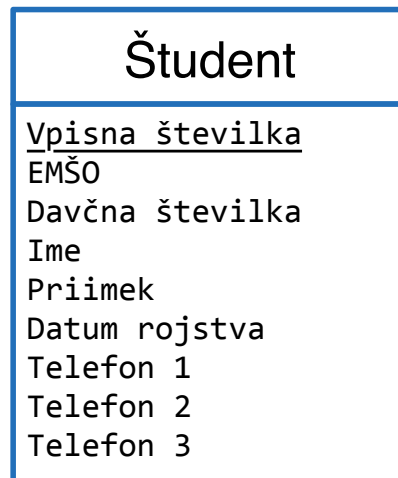 Študent
Vpisna številka
EMŠO
Davčna številka
Ime
Priimek
Datum rojstva
Telefon 1
Telefon 2
Telefon 3